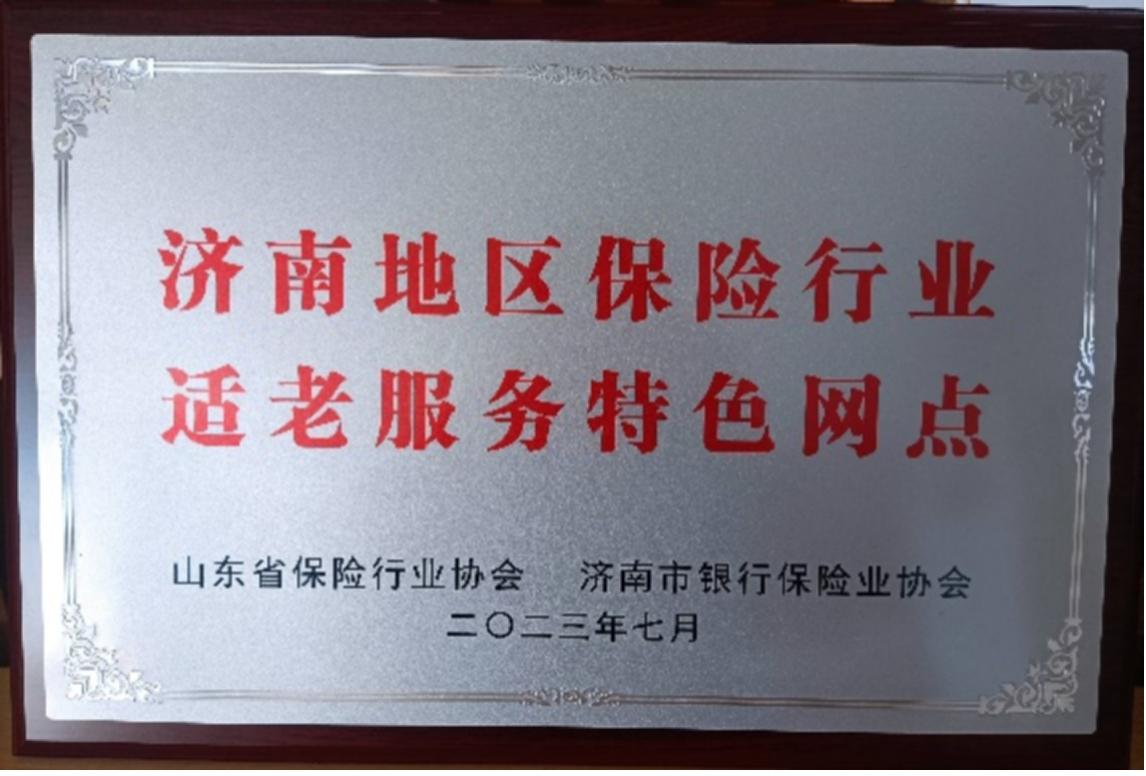 济南地区保险行业
适老服务特色网点
山东省保险行业协会 济南市银行保险业协会
二〇二三年七月